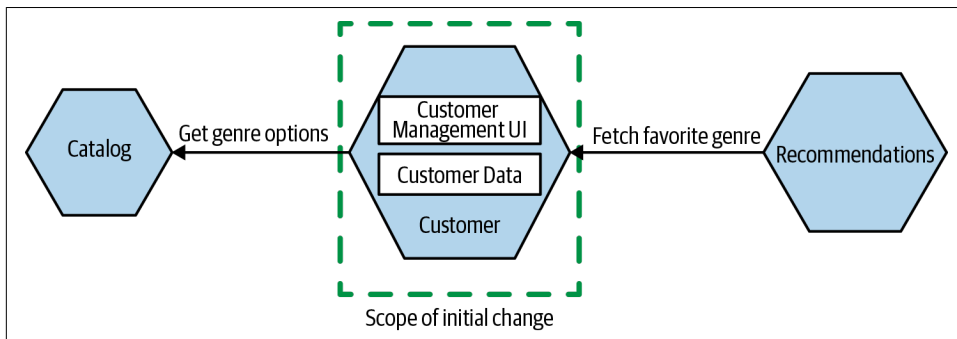 Catalog
Get genre options
Customer
Management UI
Customer Data
Customer
Fetch favorite genre
Recommendations
Scope of initial change